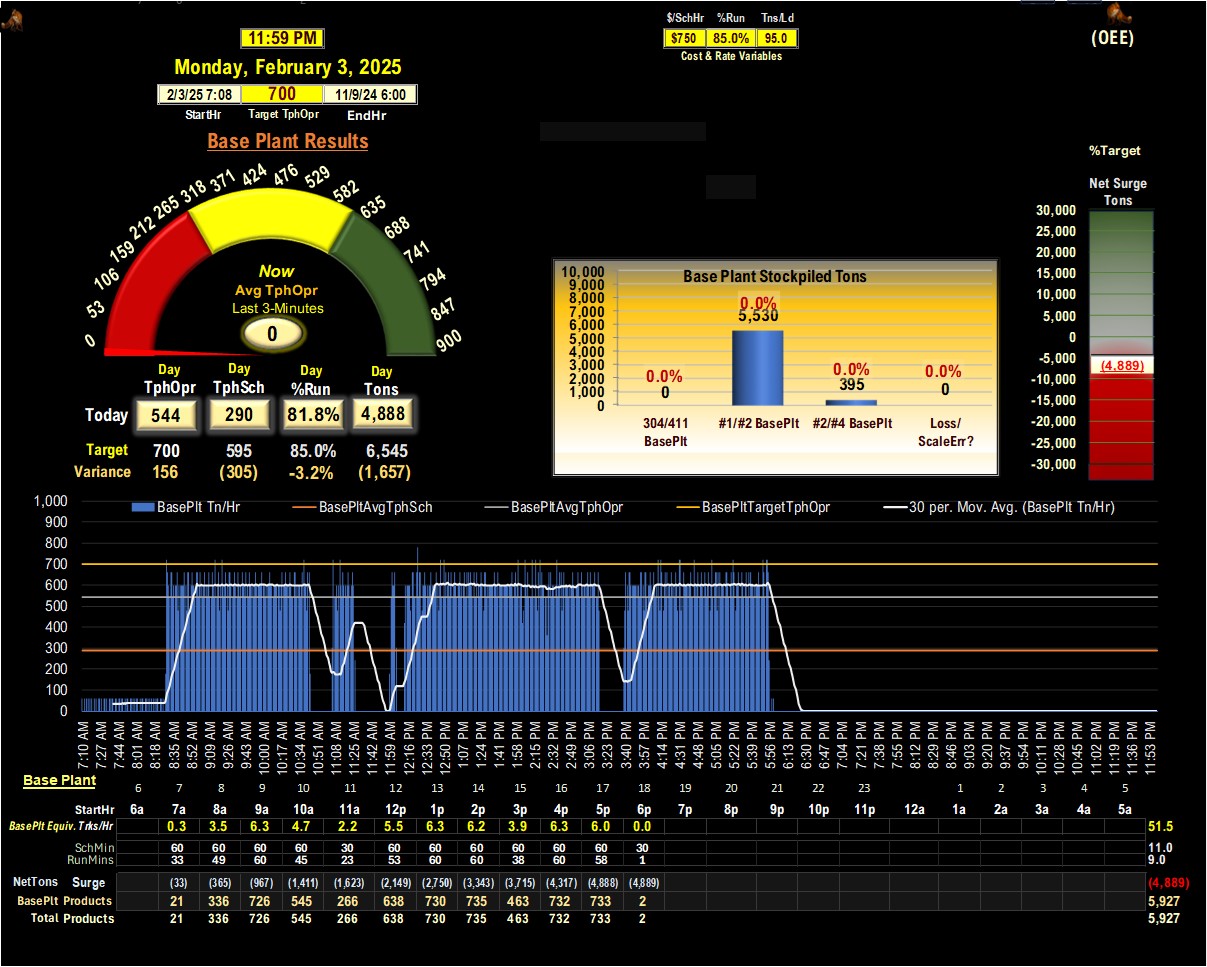 $/SchHr %Run Tns/Ld
$750 85.0% 95.0
Cost & Rate Variables
(OEE)
11:59 PM
Monday, February 3, 2025
2/3/25 7:08 700 11/9/24 6:00
StartHr Target TphOpr EndHr
Base Plant Results
0 53 106 159 212 265 318 371 424 476 529 582 635 688 741 794 847 900
Now
Avg TphOpr
Last 3-Minutes
0
Day Day Day Day
TphOpr TphSch %Run Tons
Today 544 290 81.8% 4,888
Target 700 595 85.0% 6,545
Variance 156 (305) -3.2% (1,657)
Base Plant Stockpiled Tons
10,000
9,000
8,000
7,000
6,000
5,000
4,000
3,000
2,000
1,000
0
0.0% 0.0% 0.0% 0.0%
0 5,530 395 0
304/411 BasePlt
#1/#2 BasePlt
#2/#4 BasePlt
Loss/ ScaleErr?
%Target
Net Surge
Tons
30,000
25,000
20,000
15,000
10,000
5,000
0
-5,000
(4,889)
-10,000
-15,000
-20,000
-25,000
-30,000
BasePlt Tn/Hr BasePltAvgTphSch BasePltAvgTphOpr BasePltTargetTphOpr 30 per. Mov. Avg. (BasePlt Tn/Hr)
1,000
900
800
700
600
500
400
300
200
100
0
7:10 AM 7:27 AM 7:44 AM 8:01 AM 8:18 AM 8:35 AM 8:52 AM 9:09 AM 9:26 AM 9:43 AM 10:00 AM 10:17 AM 10:34 AM 10:51 AM 11:08 AM 11:25 AM 11:42 AM 11:59 AM 12:16 PM 12:33 PM 12:50 PM 1:07 PM 1:24 PM 1:41 PM 1:58 PM 2:15 PM 2:32 PM 2:49 PM 3:06 PM 3:23 PM 3:40 PM 3:57 PM 4:14 PM 4:31 PM 4:48 PM 5:05 PM 5:22 PM 5:39 PM 5:56 PM 6:13 PM 6:30 PM 6:47 PM 7:04 PM 7:21 PM 7:38 PM 7:55 PM 8:12 PM 8:29 PM 8:46 PM 9:03 PM 9:20 PM 9:37 PM 9:54 PM 10:11 PM 10:28 PM 10:45 PM 11:02 PM 11:19 PM 11:36 PM 11:53 PM
Base Plant
6 7 8 9 10 11 12 13 14 15 16 17 18 19 20 21 22 23 1 2 3 4 5
StartHr 6a 7a 8a 9a 10a 11a 12p 1p 2p 3p 4p 5p 6p 7p 8p 9p 10p 11p 12a 1a 2a 3a 4a 5a
BasePlt Equiv. Trks/Hr 0.3 3.5 6.3 4.7 2.2 5.5 6.3 6.2 3.9 6.3 6.0 0.0 51.5
SchMin 60 60 60 60 30 60 60 60 60 60 60 30 11.0
RunMins 33 49 60 45 23 53 60 60 38 60 58 1 9.0
NetTons Surge (33) (365) (967) (1,411) (1,623) (2,149) (2,750) (3,343) (3,715) (4,317) (4,888) (4,889) (4,889)
BasePlt Products 21 336 726 545 266 638 730 735 463 732 733 2 5,927
Total Products 21 336 726 545 266 638 730 735 463 732 733 2 5,927